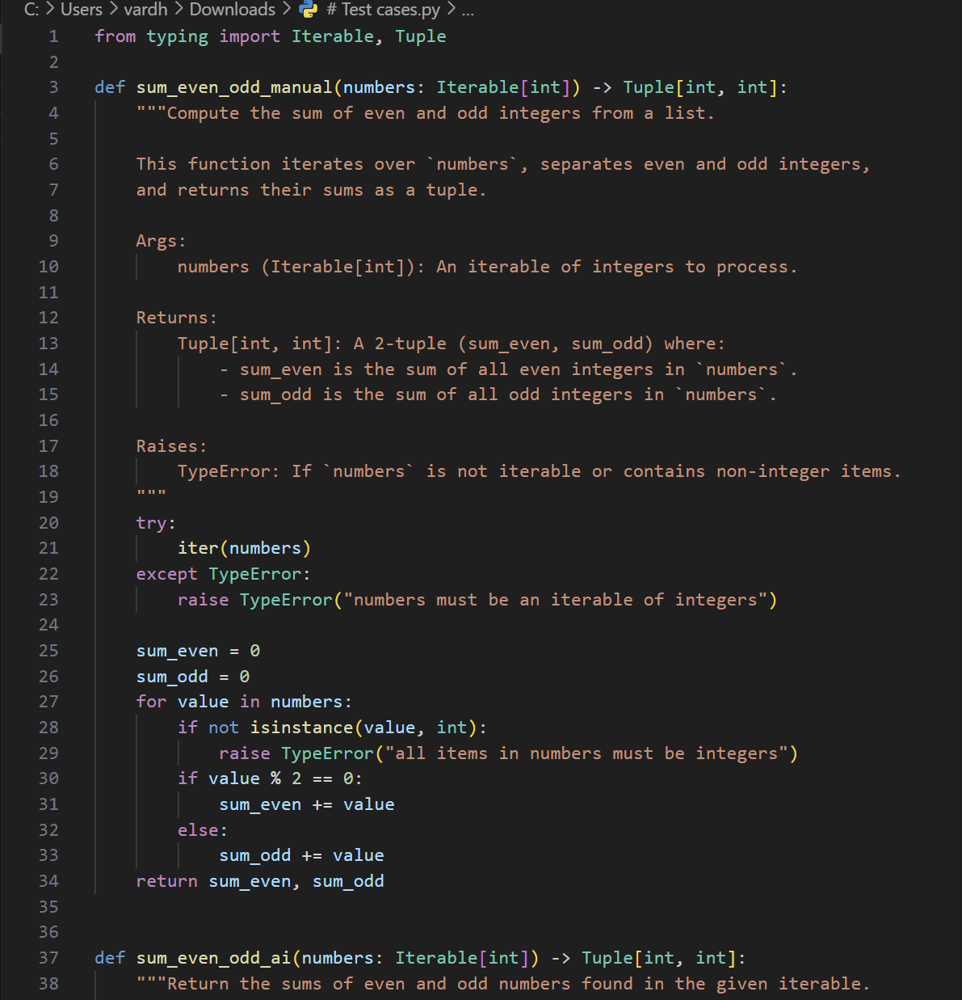 C: > Users > vardh > Downloads > # Test cases.py > ...
1 from typing import Iterable, Tuple
2
3 def sum_even_odd_manual(numbers: Iterable[int]) -> Tuple[int, int]:
4     """Compute the sum of even and odd integers from a list.
5
6     This function iterates over `numbers`, separates even and odd integers,
7     and returns their sums as a tuple.
8
9     Args:
10         numbers (Iterable[int]): An iterable of integers to process.
11
12     Returns:
13         Tuple[int, int]: A 2-tuple (sum_even, sum_odd) where:
14             - sum_even is the sum of all even integers in `numbers`.
15             - sum_odd is the sum of all odd integers in `numbers`.
16
17     Raises:
18         TypeError: If `numbers` is not iterable or contains non-integer items.
19     """
20     try:
21         iter(numbers)
22     except TypeError:
23         raise TypeError("numbers must be an iterable of integers")
24
25     sum_even = 0
26     sum_odd = 0
27     for value in numbers:
28         if not isinstance(value, int):
29             raise TypeError("all items in numbers must be integers")
30         if value % 2 == 0:
31             sum_even += value
32         else:
33             sum_odd += value
34     return sum_even, sum_odd
35
36
37 def sum_even_odd_ai(numbers: Iterable[int]) -> Tuple[int, int]:
38     """Return the sums of even and odd numbers found in the given iterable.